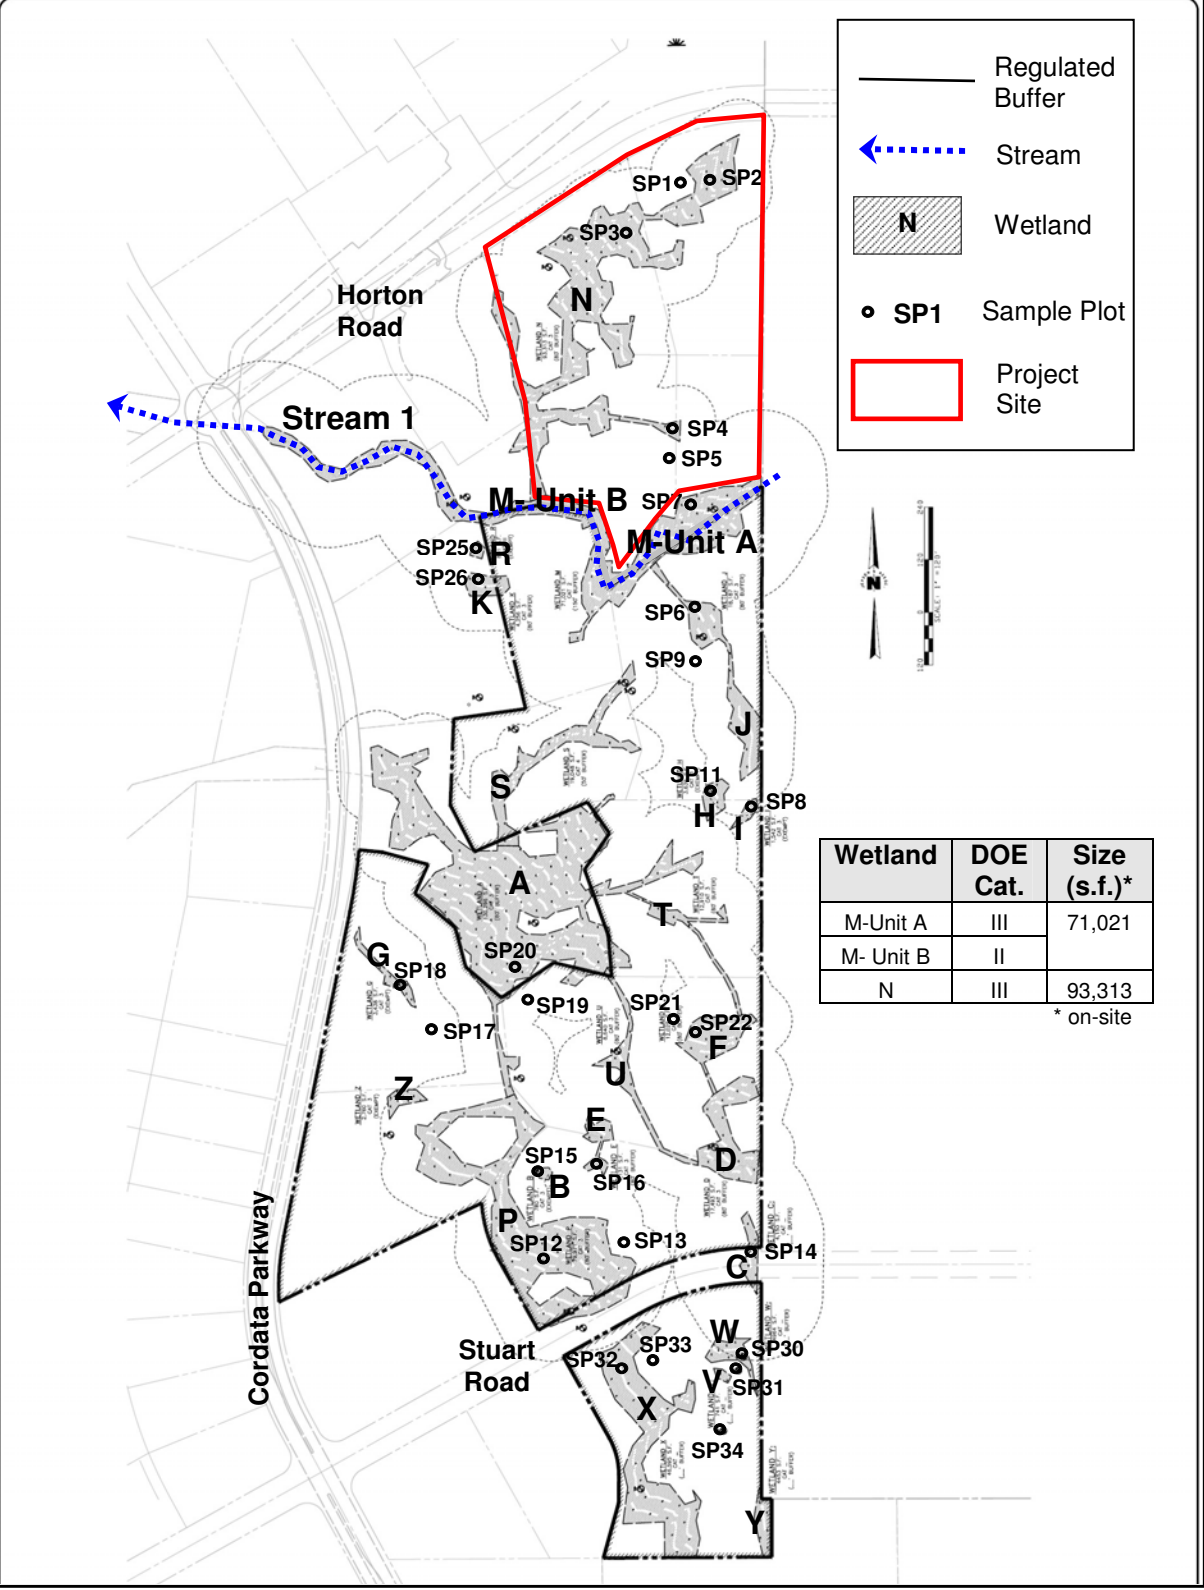 Regulated
Buffer
Stream
N
Wetland
SP1
Sample Plot
Project
Site
SP1
SP2
SP3
N
Horton
Road
Stream 1
SP4
SP5
M- Unit B
SP7
M-Unit A
SP25
R
SP26
K
SP6
SP9
N
J
S
SP11
SP8
H
I
A
T
G
SP20
SP18
SP19
SP21
SP17
SP22
F
U
Z
E
SP15
D
B
SP16
P
SP12
SP13
SP14
C
Cordata Parkway
Stuart
Road
W
SP33
SP30
SP32
V
SP31
X
SP34
Y
Wetland DOE Size
Cat. (s.f.)*
M-Unit A III 71,021
M- Unit B II
N III 93,313
* on-site